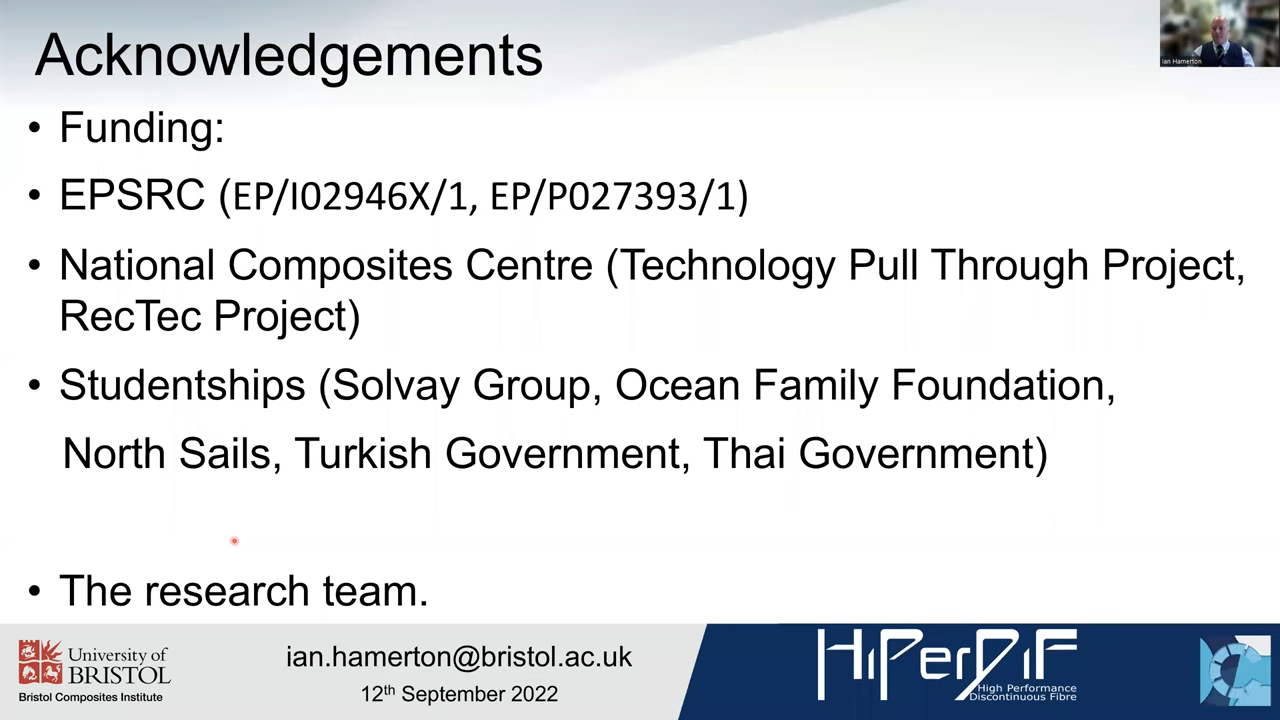 Acknowledgements
Ian Hamerton
• Funding:
• EPSRC (EP/I02946X/1, EP/P027393/1)
• National Composites Centre (Technology Pull Through Project,
RecTec Project)
• Studentships (Solvay Group, Ocean Family Foundation,
North Sails, Turkish Government, Thai Government)
• The research team.
University of
BRISTOL
Bristol Composites Institute
ian.hamerton@bristol.ac.uk
12th September 2022
HiPerDiF
High Performance
Discontinuous Fibre